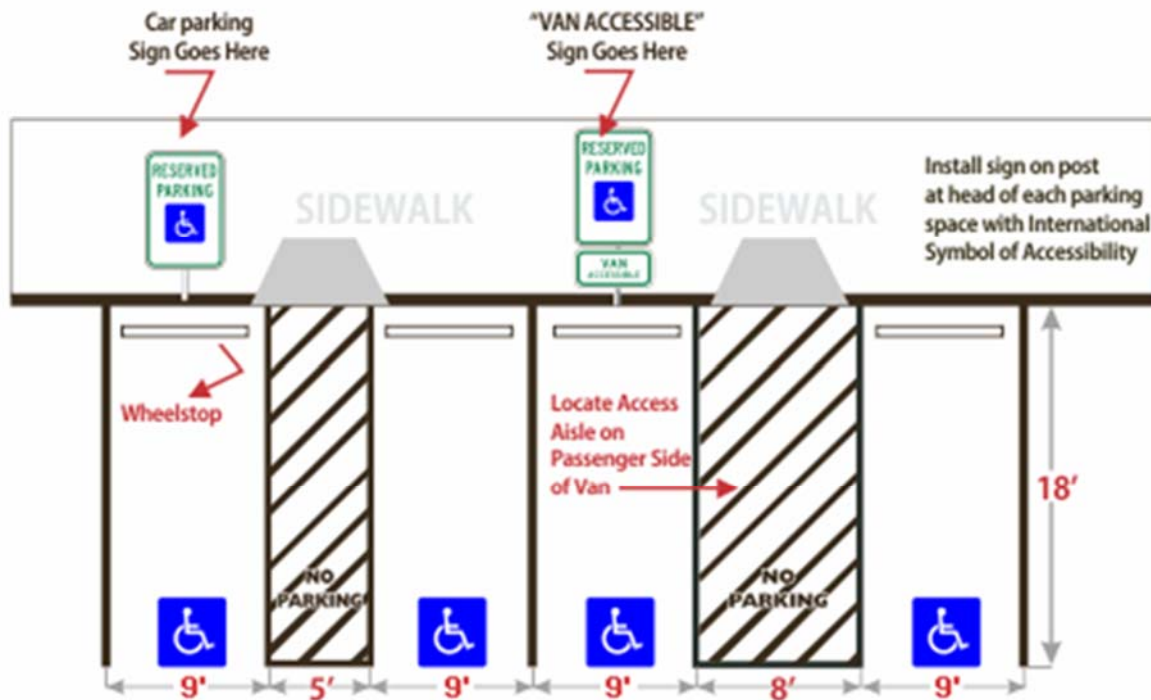 Car parking
Sign Goes Here
"VAN ACCESSIBLE"
Sign Goes Here
RESERVED
PARKING
RESERVED
PARKING
VAN
ACCESSIBLE
SIDEWALK
SIDEWALK
Install sign on post
at head of each parking
space with International
Symbol of Accessibility
Wheelstop
Locate Access
Aisle on
Passenger Side
of Van
18'
NO
PARKING
NO
PARKING
9'
5'
9'
9'
8'
9'